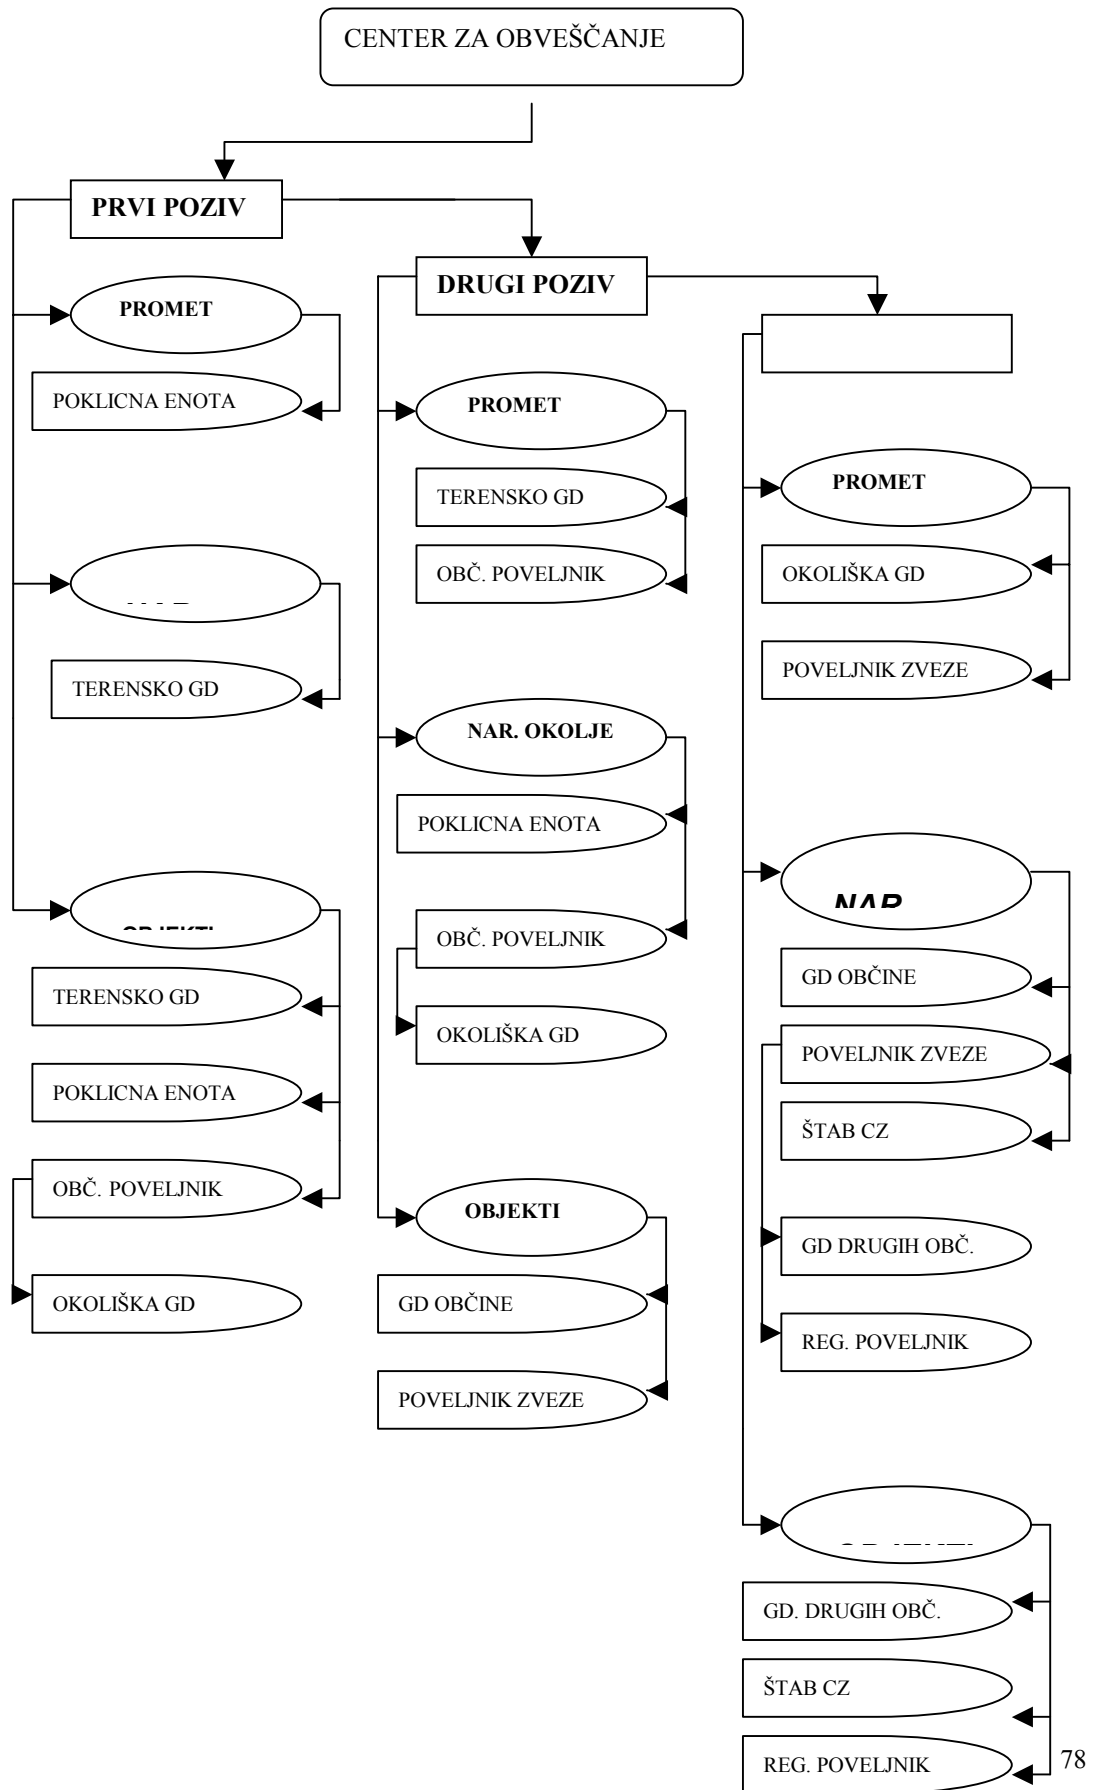 CENTER ZA OBVEŠČANJE
PRVI POZIV
PROMET
POKLICNA ENOTA
TERENSKO GD
TERENSKO GD
POKLICNA ENOTA
OBČ. POVELJNIK
OKOLIŠKA GD
DRUGI POZIV
PROMET
TERENSKO GD
OBČ. POVELJNIK
NAR. OKOLJE
POKLICNA ENOTA
OBČ. POVELJNIK
OKOLIŠKA GD
OBJEKTI
GD OBČINE
POVELJNIK ZVEZE
PROMET
OKOLIŠKA GD
POVELJNIK ZVEZE
NAR
GD OBČINE
POVELJNIK ZVEZE
ŠTAB CZ
GD DRUGIH OBČ.
REG. POVELJNIK
GD. DRUGIH OBČ.
ŠTAB CZ
REG. POVELJNIK
78